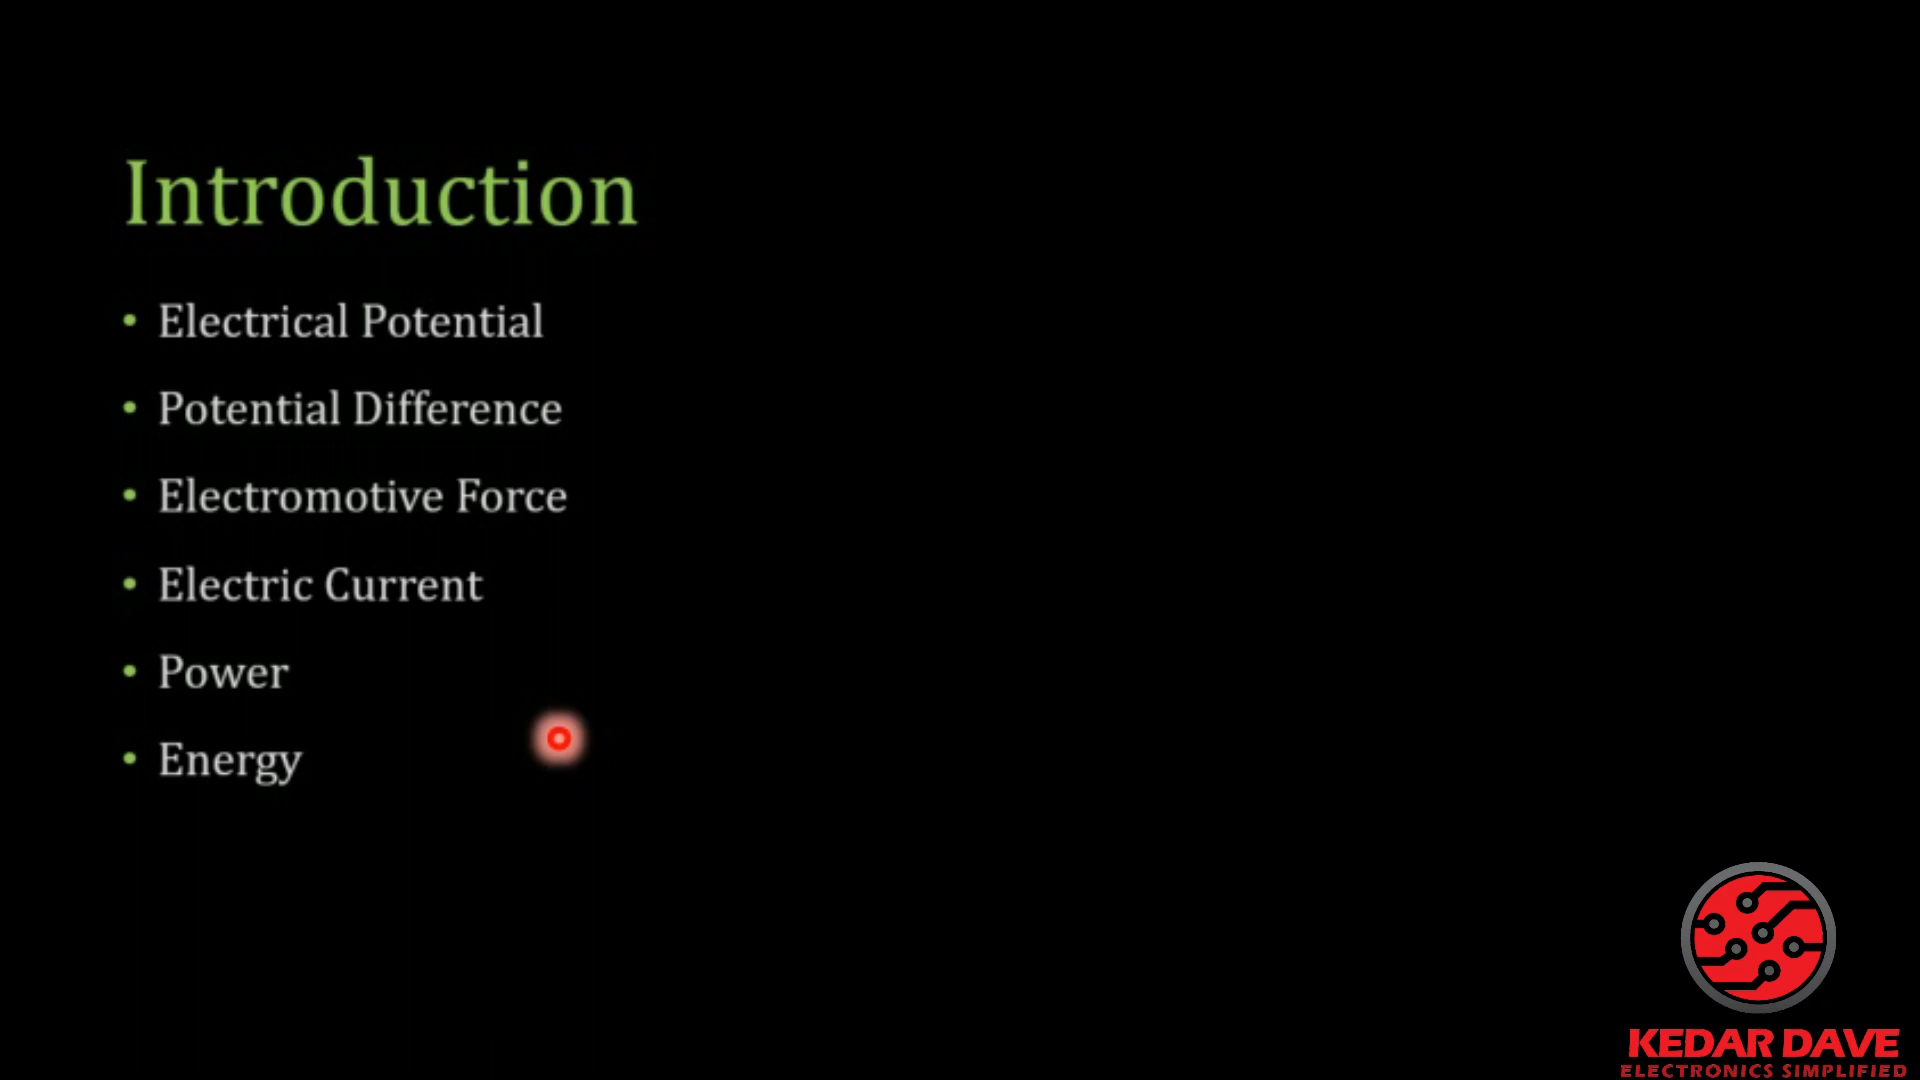 Introduction
• Electrical Potential
• Potential Difference
• Electromotive Force
• Electric Current
• Power
• Energy
KEDAR DAVE
ELECTRONICS SIMPLIFIED